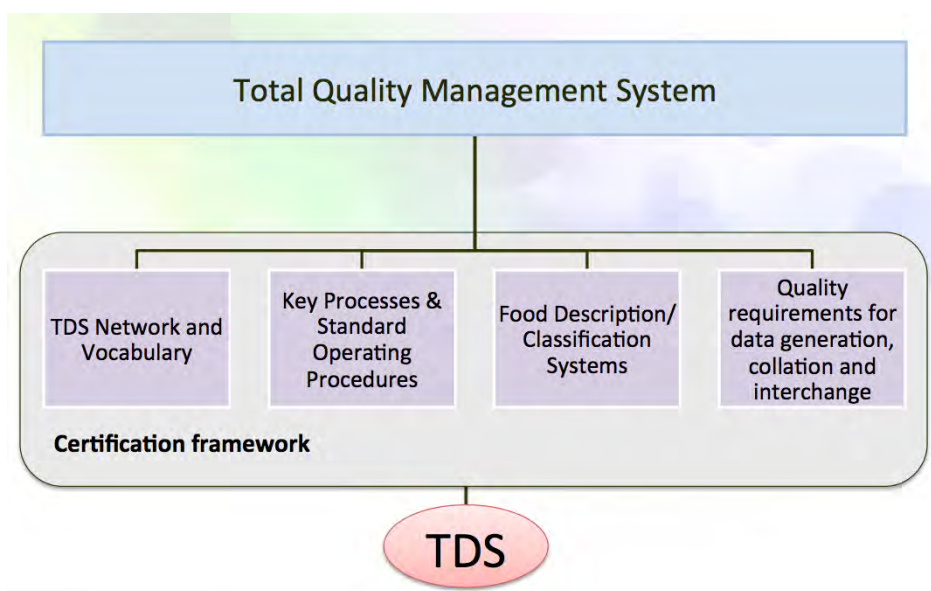 Total Quality Management System
TDS Network and
Vocabulary
Key Processes &
Standard
Operating
Procedures
Food Description/
Classification
Systems
Quality
requirements for
data generation,
collation and
interchange
Certification framework
TDS